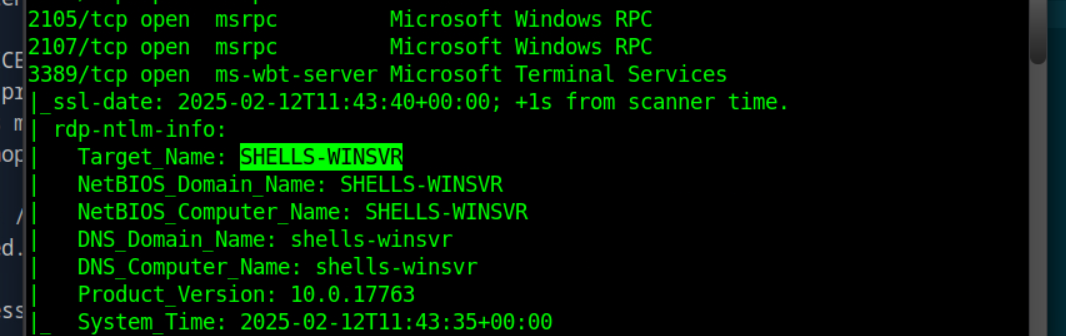 2105/tcp open  msrpc         Microsoft Windows RPC
2107/tcp open  msrpc         Microsoft Windows RPC
3389/tcp open  ms-wbt-server Microsoft Terminal Services
|_ssl-date: 2025-02-12T11:43:40+00:00; +1s from scanner time.
| rdp-ntlm-info:
|   Target_Name: SHELLS-WINSVR
|   NetBIOS_Domain_Name: SHELLS-WINSVR
|   NetBIOS_Computer_Name: SHELLS-WINSVR
|   DNS_Domain_Name: shells-winsvr
|   DNS_Computer_Name: shells-winsvr
|   Product_Version: 10.0.17763
|_  System_Time: 2025-02-12T11:43:35+00:00